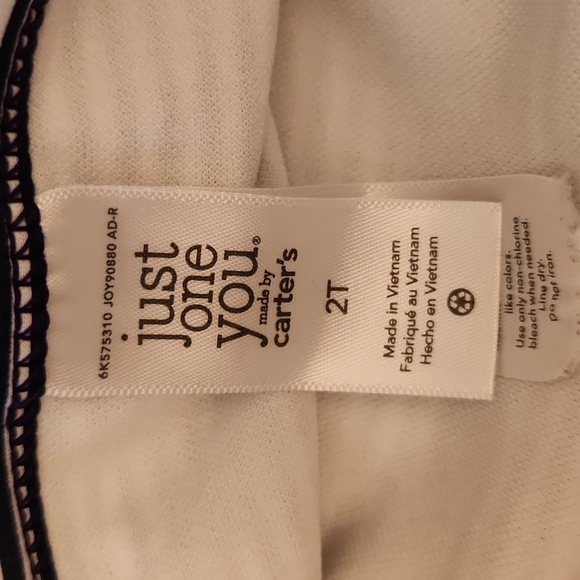 6K575310 JOY90880 AD-R
just
one
you®
made by
carter's
2T
Made in Vietnam
Fabriqué au Vietnam
Hecho en Vietnam
like colors.
Use only non-chlorine
bleach when needed.
Line dry.
Do not iron.